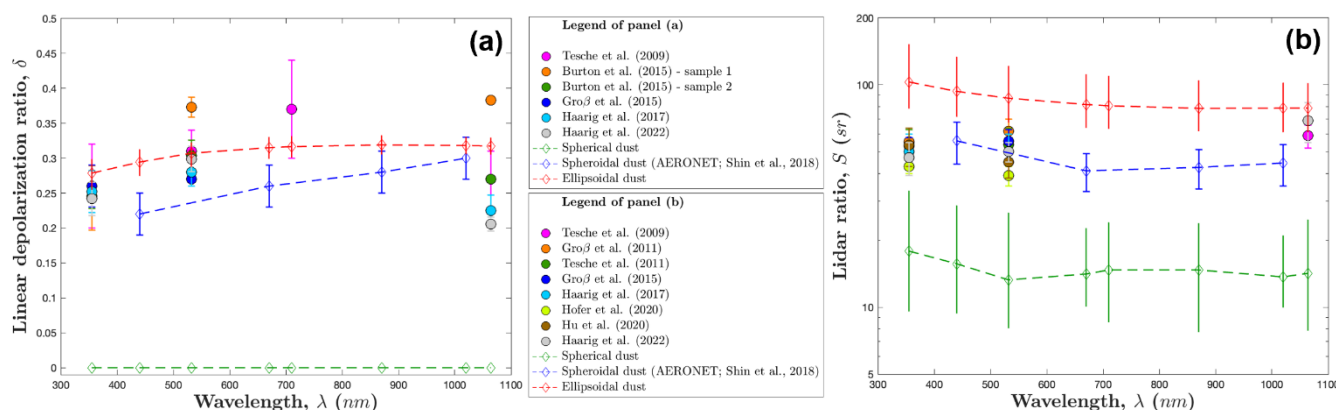 (a)
Linear depolarization ratio, δ
0.5
0.45
0.4
0.35
0.3
0.25
0.2
0.15
0.1
0.05
0
300 400 500 600 700 800 900 1000 1100
Wavelength, λ (nm)
Legend of panel (a)
Tesche et al. (2009)
Burton et al. (2015) - sample 1
Burton et al. (2015) - sample 2
Groβ et al. (2015)
Haarig et al. (2017)
Haarig et al. (2022)
Spherical dust
Spheroidal dust (AERONET; Shin et al., 2018)
Ellipsoidal dust
Legend of panel (b)
Tesche et al. (2009)
Groβ et al. (2011)
Tesche et al. (2011)
Groβ et al. (2015)
Haarig et al. (2017)
Hofer et al. (2020)
Hu et al. (2020)
Haarig et al. (2022)
Spherical dust
Spheroidal dust (AERONET; Shin et al., 2018)
Ellipsoidal dust
(b)
Lidar ratio, S (sr)
200
100
10
5
300 400 500 600 700 800 900 1000 1100
Wavelength, λ (nm)